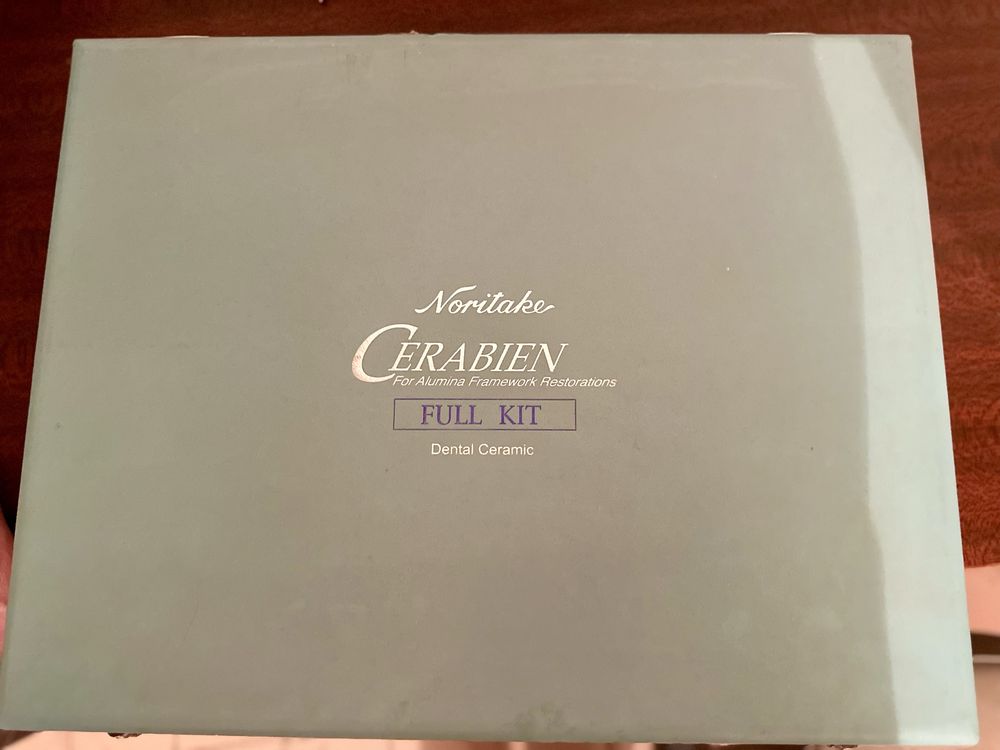 Noritake
CERABIEN
For Alumina Framework Restorations
FULL KIT
Dental Ceramic